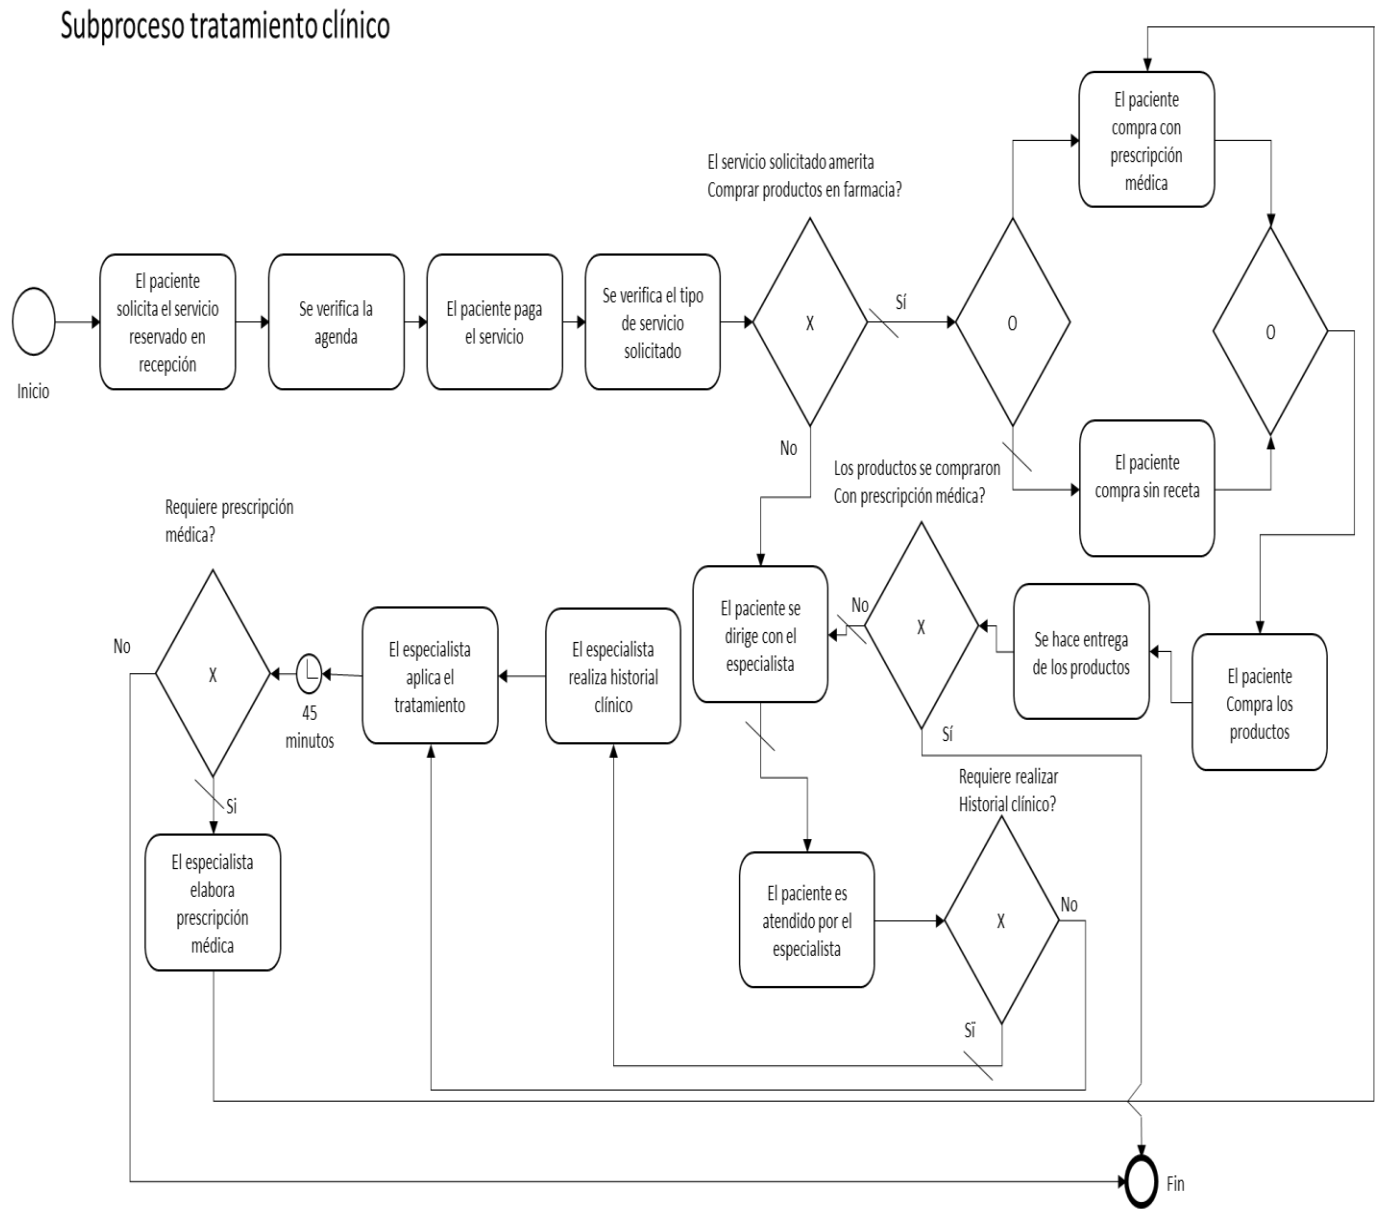 Subproceso tratamiento clínico
El paciente
compra con
prescripción
médica
El servicio solicitado amerita
Comprar productos en farmacia?
El paciente
solicita el servicio
reservado en
recepción
Se verifica la
agenda
El paciente paga
el servicio
Se verifica el tipo
de servicio
solicitado
X
Sí
O
O
Inicio
No
El paciente
compra sin receta
Los productos se compraron
Con prescripción médica?
Requiere prescripción
médica?
No
X
45
minutos
El especialista
aplica el
tratamiento
El especialista
realiza historial
clínico
El paciente se
dirige con el
especialista
No
X
Sí
Se hace entrega
de los productos
El paciente
Compra los
productos
Si
Requiere realizar
Historial clínico?
El especialista
elabora
prescripción
médica
El paciente es
atendido por el
especialista
X
No
Sï
Fin